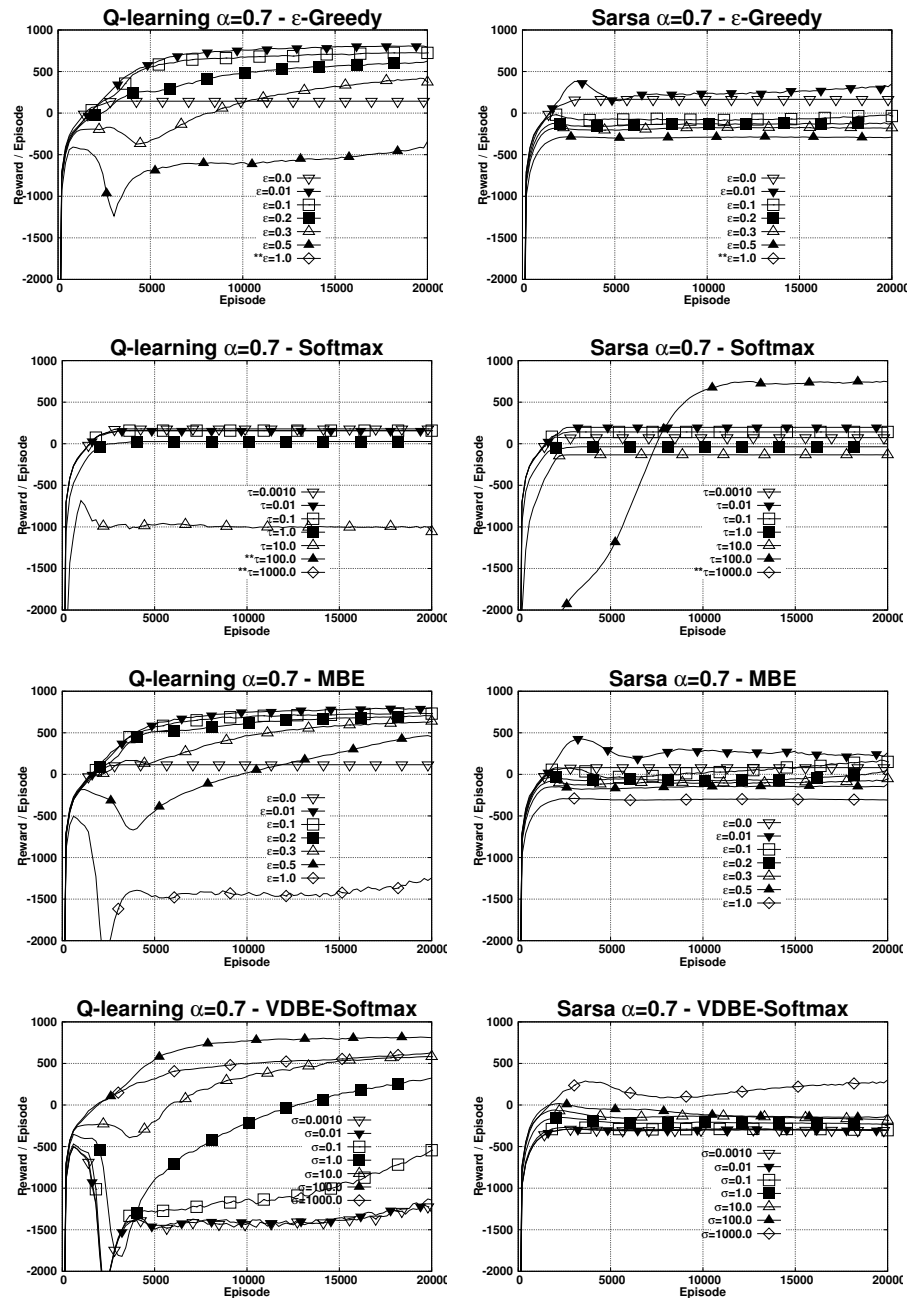 Q-learning α=0.7 - ε-Greedy
1000
500
0
-500
-1000
-1500
-2000
Reward / Episode
ε=0.0
ε=0.01
ε=0.1
ε=0.2
ε=0.3
ε=0.5
**ε=1.0
0 5000 10000 15000 20000
Episode
Sarsa α=0.7 - ε-Greedy
1000
500
0
-500
-1000
-1500
-2000
Reward / Episode
ε=0.0
ε=0.01
ε=0.1
ε=0.2
ε=0.3
ε=0.5
**ε=1.0
0 5000 10000 15000 20000
Episode
Q-learning α=0.7 - Softmax
1000
500
0
-500
-1000
-1500
-2000
Reward / Episode
τ=0.0010
τ=0.01
τ=0.1
τ=1.0
τ=10.0
**τ=100.0
**τ=1000.0
0 5000 10000 15000 20000
Episode
Sarsa α=0.7 - Softmax
1000
500
0
-500
-1000
-1500
-2000
Reward / Episode
τ=0.0010
τ=0.01
τ=0.1
τ=1.0
τ=10.0
τ=100.0
**τ=1000.0
0 5000 10000 15000 20000
Episode
Q-learning α=0.7 - MBE
1000
500
0
-500
-1000
-1500
-2000
Reward / Episode
ε=0.0
ε=0.01
ε=0.1
ε=0.2
ε=0.3
ε=0.5
ε=1.0
0 5000 10000 15000 20000
Episode
Sarsa α=0.7 - MBE
1000
500
0
-500
-1000
-1500
-2000
Reward / Episode
ε=0.0
ε=0.01
ε=0.1
ε=0.2
ε=0.3
ε=0.5
ε=1.0
0 5000 10000 15000 20000
Episode
Q-learning α=0.7 - VDBE-Softmax
1000
500
0
-500
-1000
-1500
-2000
Reward / Episode
σ=0.0010
σ=0.01
σ=0.1
σ=1.0
σ=10.0
σ=100.0
σ=1000.0
0 5000 10000 15000 20000
Episode
Sarsa α=0.7 - VDBE-Softmax
1000
500
0
-500
-1000
-1500
-2000
Reward / Episode
σ=0.0010
σ=0.01
σ=0.1
σ=1.0
σ=10.0
σ=100.0
σ=1000.0
0 5000 10000 15000 20000
Episode